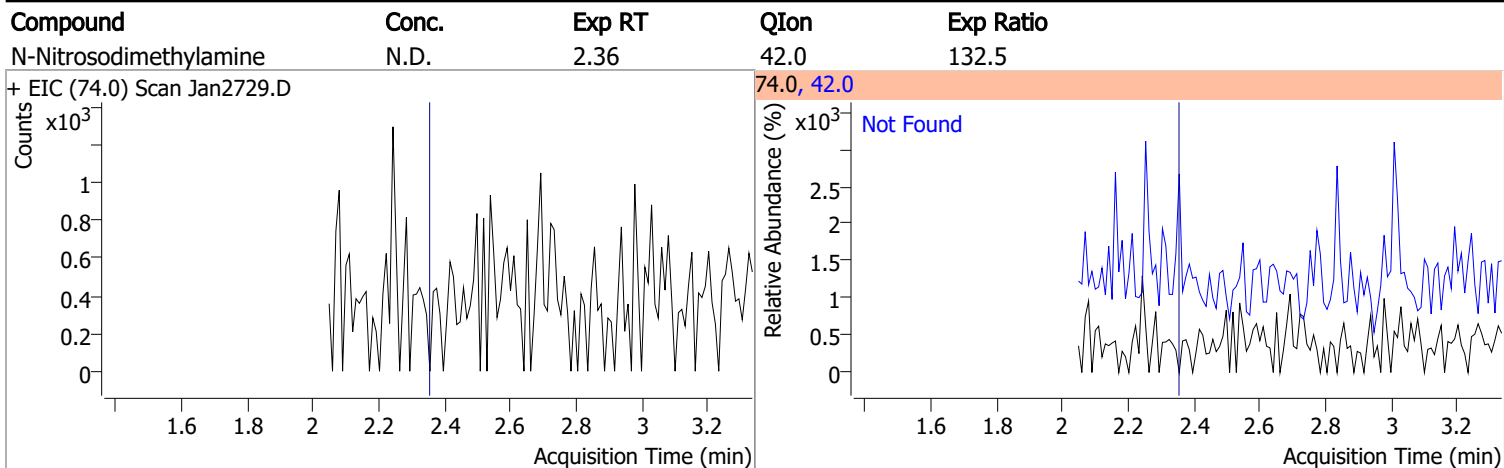 Compound Conc. Exp RT QIon Exp Ratio
N-Nitrosodimethylamine N.D. 2.36 42.0 132.5
+ EIC (74.0) Scan Jan2729.D
Counts
x10³
1
0.8
0.6
0.4
0.2
0
1.6 1.8 2 2.2 2.4 2.6 2.8 3 3.2
Acquisition Time (min)
74.0, 42.0
Relative Abundance (%)
x10³
Not Found
2.5
2
1.5
1
0.5
0
1.6 1.8 2 2.2 2.4 2.6 2.8 3 3.2
Acquisition Time (min)